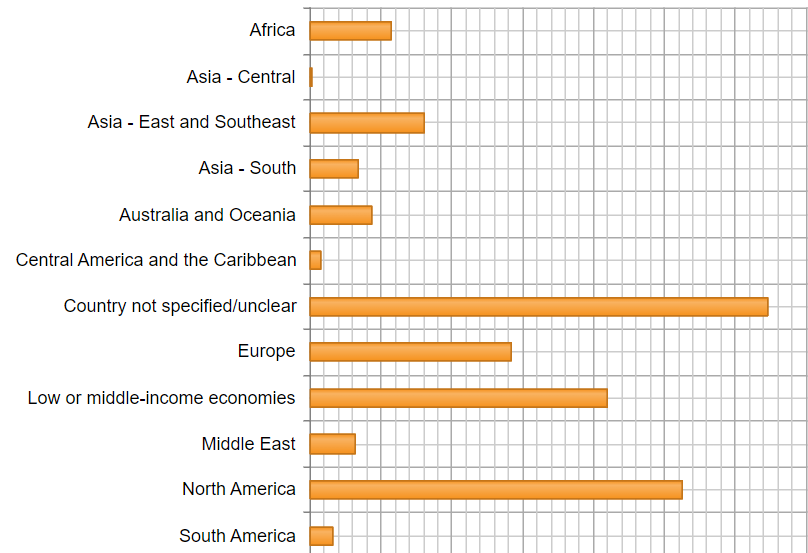 Africa
Asia - Central
Asia - East and Southeast
Asia - South
Australia and Oceania
Central America and the Caribbean
Country not specified/unclear
Europe
Low or middle-income economies
Middle East
North America
South America